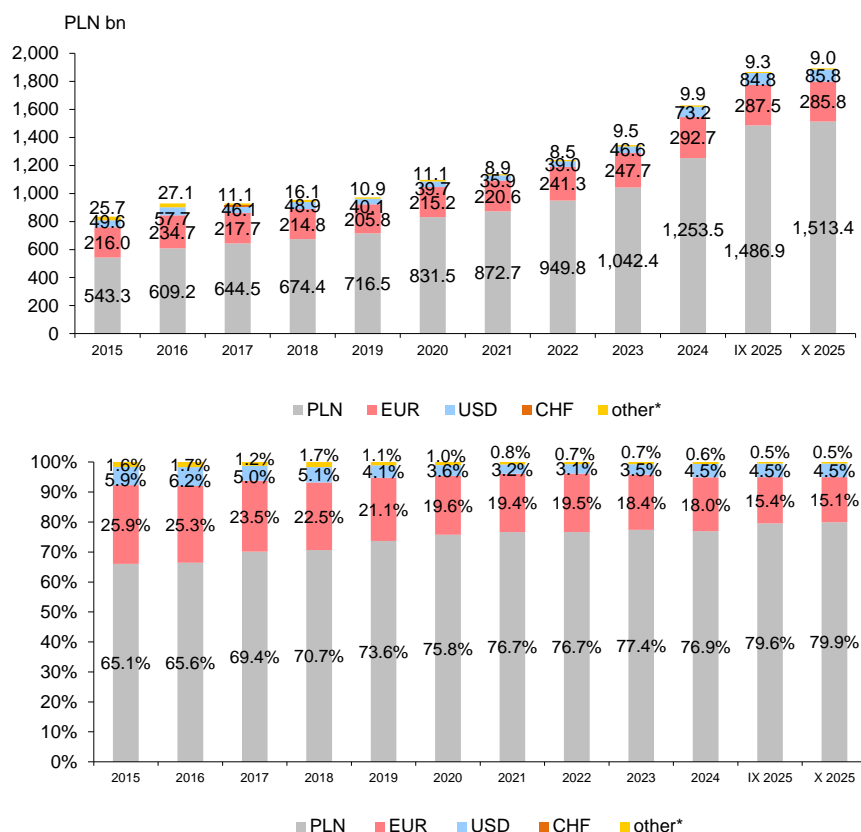 PLN bn
2,000
1,800
1,600
1,400
1,200
1,000
800
600
400
200
0
25.7 27.1 11.1 16.1 10.9 11.1 8.9 8.5 9.5 9.9 9.3 9.0
49.6 57.7 46.1 48.9 40.1 39.7 35.9 39.0 46.6 73.2 84.8 85.8
216.0 234.7 217.7 214.8 205.8 215.2 220.6 241.3 247.7 292.7 287.5 285.8
543.3 609.2 644.5 674.4 716.5 831.5 872.7 949.8 1,042.4 1,253.5 1,486.9 1,513.4
2015 2016 2017 2018 2019 2020 2021 2022 2023 2024 IX 2025 X 2025
PLN EUR USD CHF other*
100%
90%
80%
70%
60%
50%
40%
30%
20%
10%
0%
1.6% 1.7% 1.2% 1.7% 1.1% 1.0% 0.8% 0.7% 0.7% 0.6% 0.5% 0.5%
5.9% 6.2% 5.0% 5.1% 4.1% 3.6% 3.2% 3.1% 3.5% 4.5% 4.5% 4.5%
25.9% 25.3% 23.5% 22.5% 21.1% 19.6% 19.4% 19.5% 18.4% 18.0% 15.4% 15.1%
65.1% 65.6% 69.4% 70.7% 73.6% 75.8% 76.7% 76.7% 77.4% 76.9% 79.6% 79.9%
2015 2016 2017 2018 2019 2020 2021 2022 2023 2024 IX 2025 X 2025
PLN EUR USD CHF other*